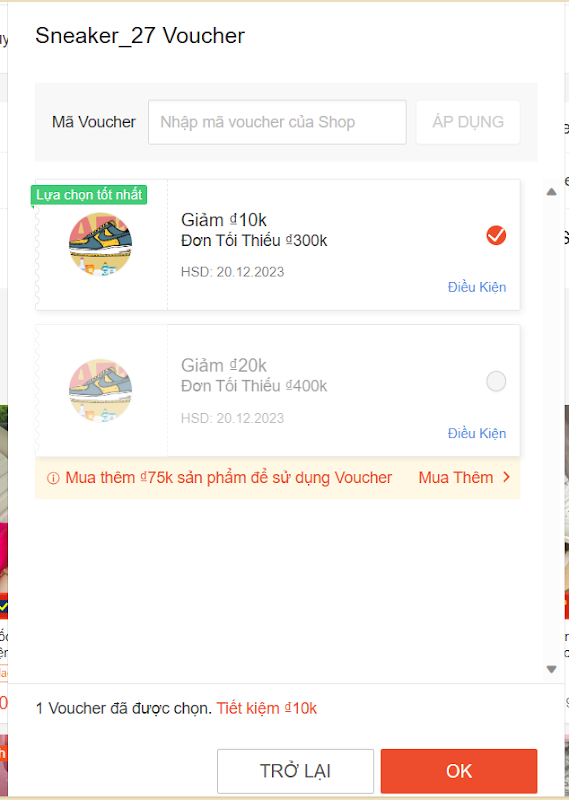 Sneaker_27 Voucher
Mã Voucher Nhập mã voucher của Shop ÁP DỤNG
Lựa chọn tốt nhất
Giảm ₫10k
Đơn Tối Thiểu ₫300k
HSD: 20.12.2023
Điều Kiện
Giảm ₫20k
Đơn Tối Thiểu ₫400k
HSD: 20.12.2023
Điều Kiện
Mua thêm ₫75k sản phẩm để sử dụng Voucher Mua Thêm
1 Voucher đã được chọn. Tiết kiệm ₫10k
TRỞ LẠI OK